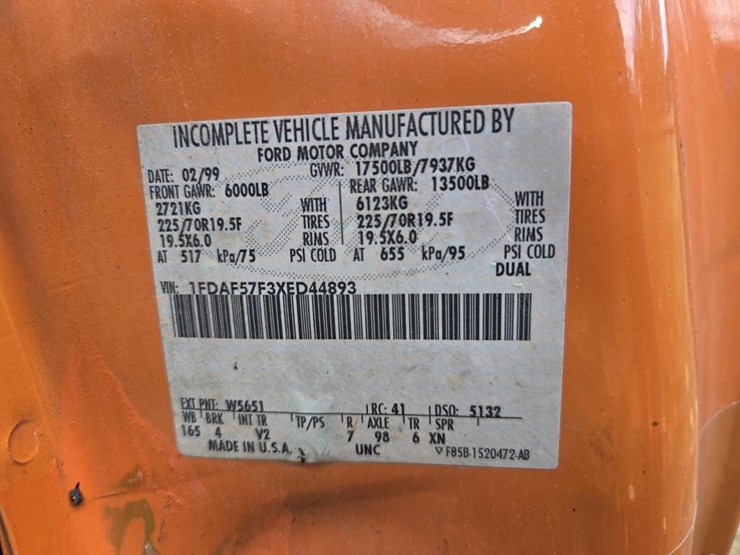 INCOMPLETE VEHICLE MANUFACTURED BY
FORD MOTOR COMPANY
DATE: 02/99 GVWR: 17500LB/7937KG
FRONT GAWR: 6000LB REAR GAWR: 13500LB
2721KG WITH 6123KG WITH
225/70R19.5F TIRES 225/70R19.5F TIRES
19.5X6.0 RIMS 19.5X6.0 RIMS
AT 517 kPa/75 PSI COLD AT 655 kPa/95 PSI COLD
DUAL
VIN: 1FDAF57F3XED44893
EXT PNT: W5651 RC: 41 DSO: 5132
WB BRK INT TR TP/PS R AXLE TR SPR
165 4 V2 7 98 6 XN
MADE IN U.S.A. UNC ▽ F85B-1520472-AB